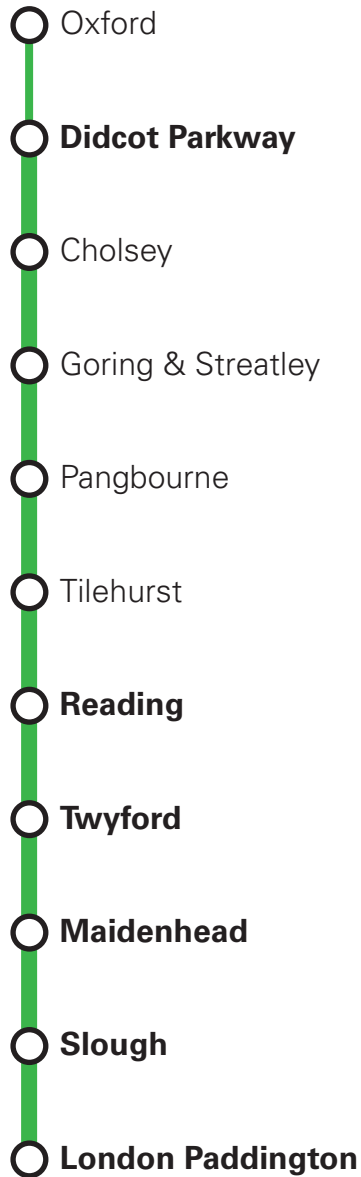 Oxford
Didcot Parkway
Cholsey
Goring & Streatley
Pangbourne
Tilehurst
Reading
Twyford
Maidenhead
Slough
London Paddington